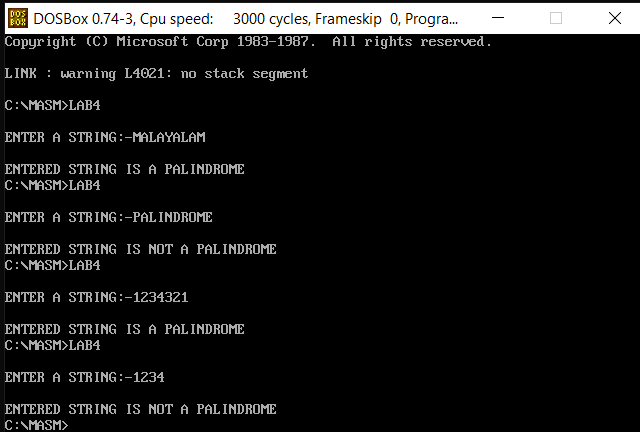 DOS
BOX
DOSBox 0.74-3, Cpu speed: 3000 cycles, Frameskip 0, Progra...
Copyright (C) Microsoft Corp 1983-1987. All rights reserved.
LINK : warning L4021: no stack segment
C:\MASM>LAB4
ENTER A STRING:-MALAYALAM
ENTERED STRING IS A PALINDROME
C:\MASM>LAB4
ENTER A STRING:-PALINDROME
ENTERED STRING IS NOT A PALINDROME
C:\MASM>LAB4
ENTER A STRING:-1234321
ENTERED STRING IS A PALINDROME
C:\MASM>LAB4
ENTER A STRING:-1234
ENTERED STRING IS NOT A PALINDROME
C:\MASM>